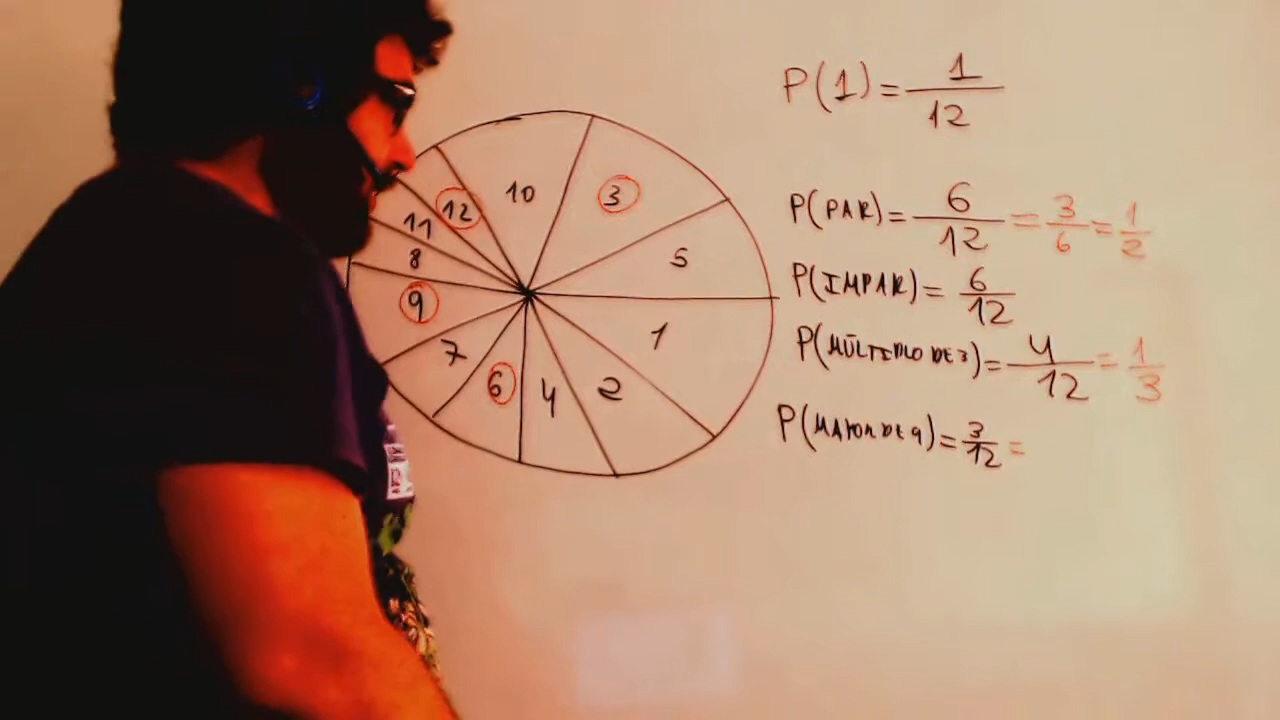 P(1) = 1/12
P(PAR) = 6/12 = 3/6 = 1/2
P(IMPAR) = 6/12
P(MÚLTIPLO DE 3) = 4/12 = 1/3
P(MAIOR DE 9) = 3/12 =
10
3
12
11
5
8
9
1
7
6
4
2